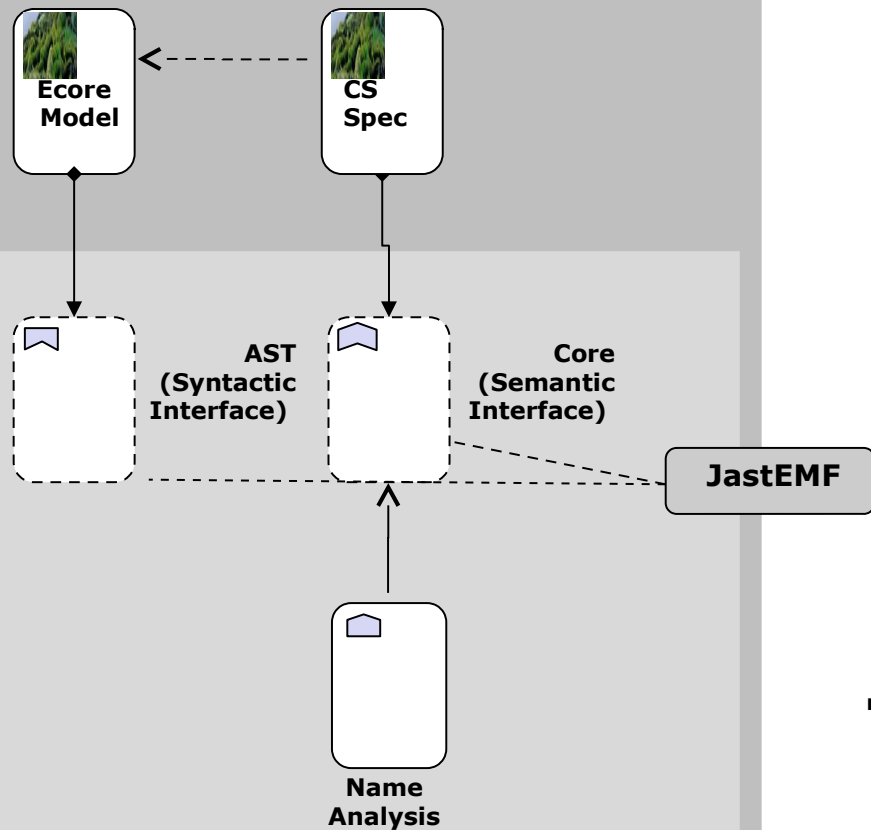 Ecore
Model
CS
Spec
AST
(Syntactic
Interface)
Core
(Semantic
Interface)
JastEMF
Name
Analysis